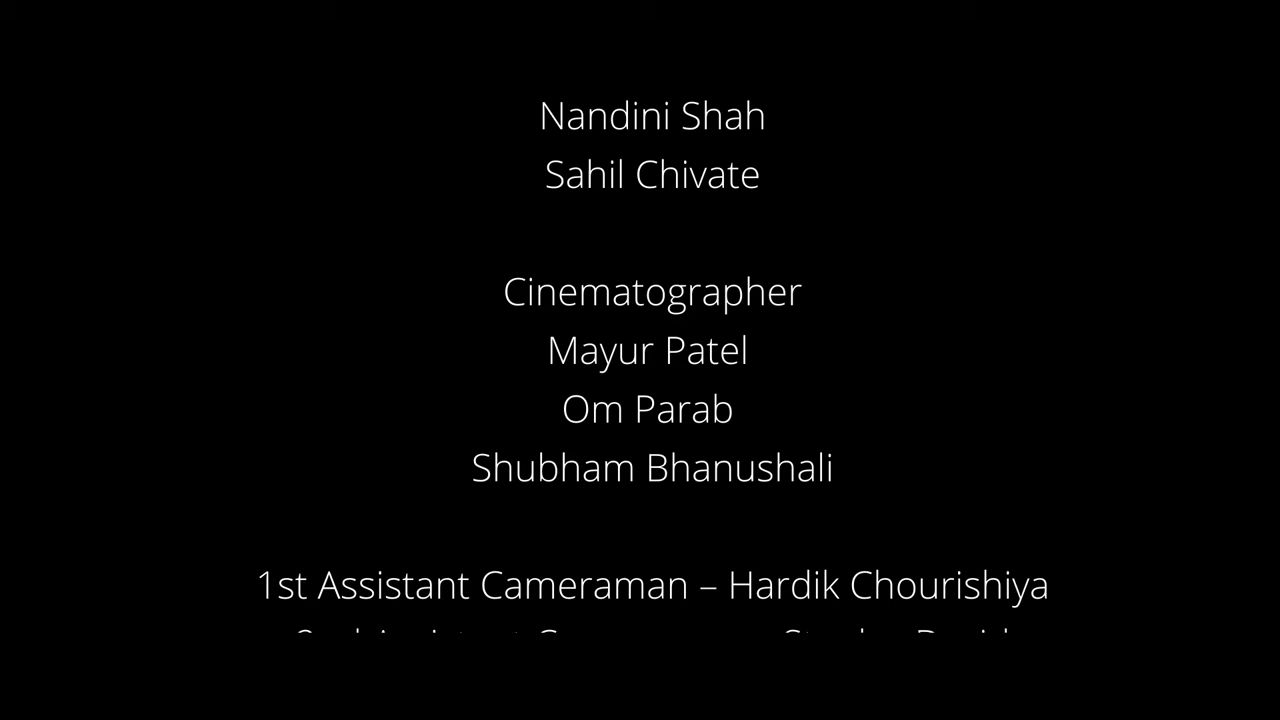 Nandini Shah
Sahil Chivate
Cinematographer
Mayur Patel
Om Parab
Shubham Bhanushali
1st Assistant Cameraman – Hardik Chourishiya